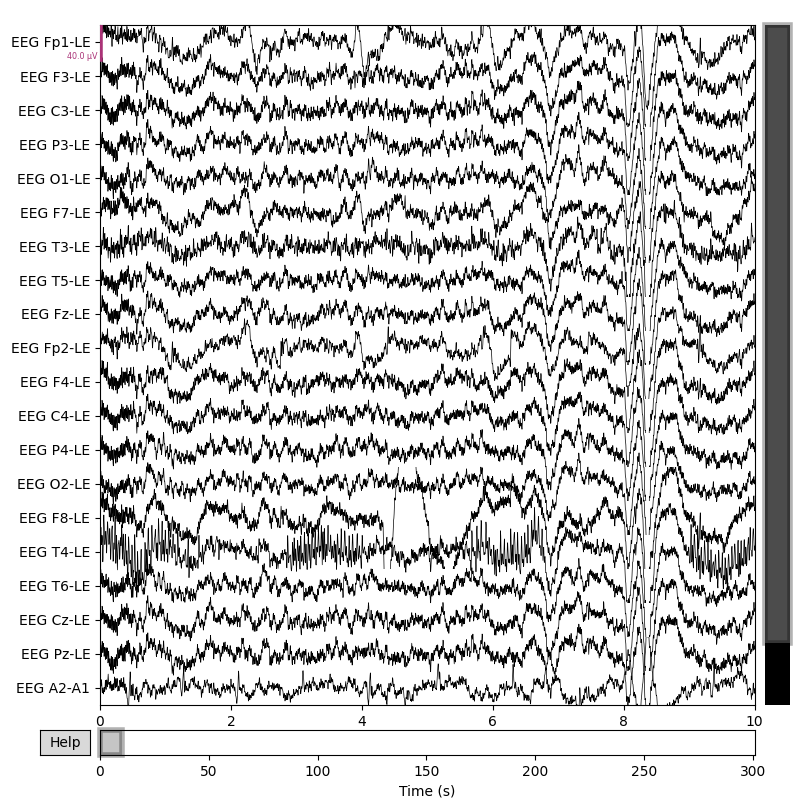 EEG Fp1-LE
40.0 µV
EEG F3-LE
EEG C3-LE
EEG P3-LE
EEG O1-LE
EEG F7-LE
EEG T3-LE
EEG T5-LE
EEG Fz-LE
EEG Fp2-LE
EEG F4-LE
EEG C4-LE
EEG P4-LE
EEG O2-LE
EEG F8-LE
EEG T4-LE
EEG T6-LE
EEG Cz-LE
EEG Pz-LE
EEG A2-A1
0 2 4 6 8 10
Help
0 50 100 150 200 250 300
Time (s)